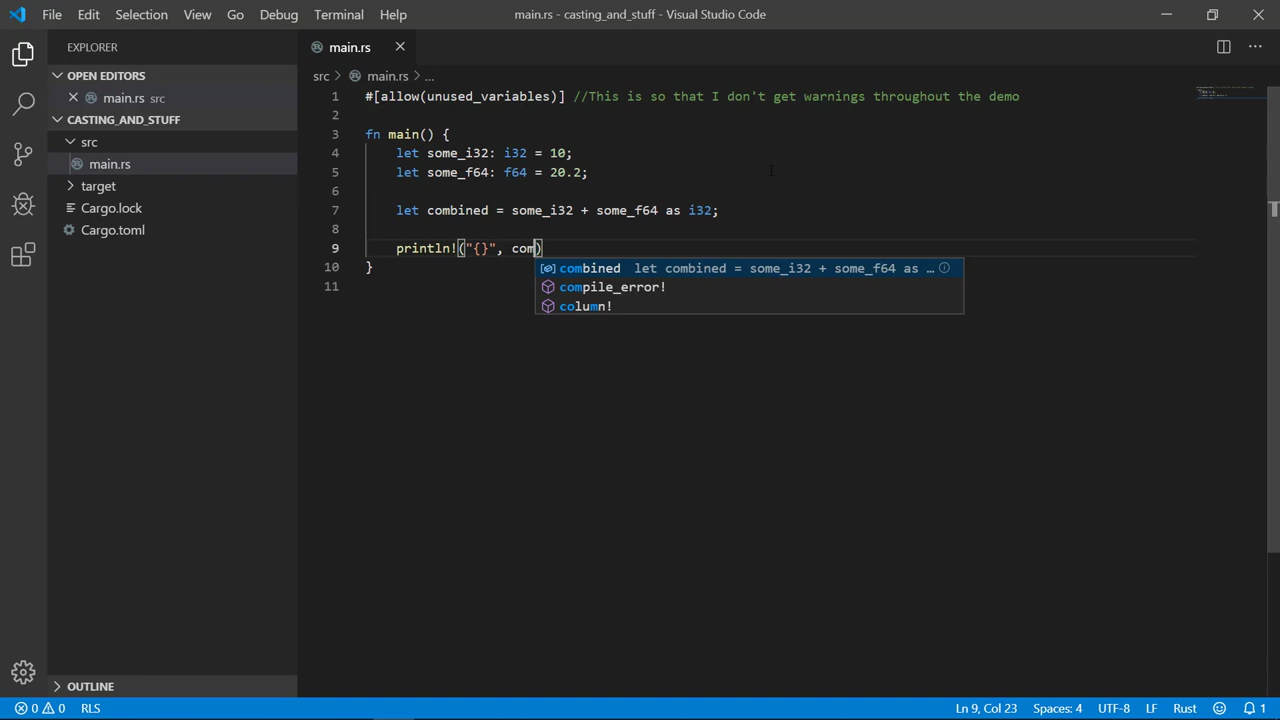 File Edit Selection View Go Debug Terminal Help main.rs - casting_and_stuff - Visual Studio Code
EXPLORER
OPEN EDITORS
main.rs src
CASTING_AND_STUFF
src
main.rs
target
Cargo.lock
Cargo.toml
OUTLINE
main.rs
src > main.rs > ...
1 #[allow(unused_variables)] //This is so that I don't get warnings throughout the demo
2
3 fn main() {
4 let some_i32: i32 = 10;
5 let some_f64: f64 = 20.2;
6
7 let combined = some_i32 + some_f64 as i32;
8
9 println!("{}", com)
combined let combined = some_i32 + some_f64 as …
compile_error!
column!
10 }
11
0 0 RLS Ln 9, Col 23 Spaces: 4 UTF-8 LF Rust 1